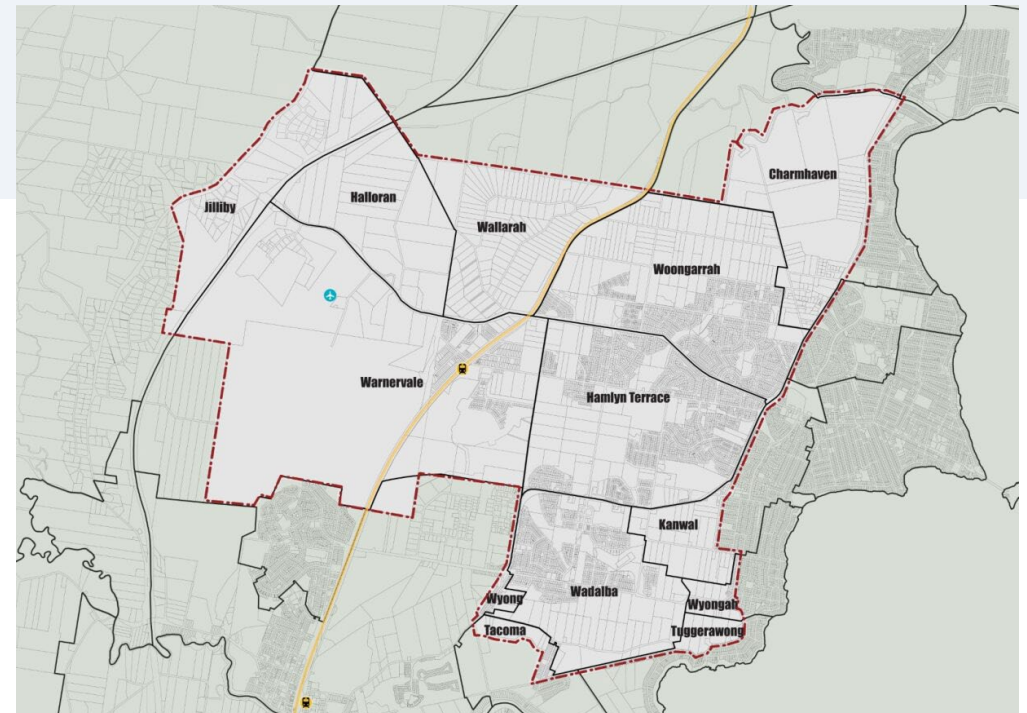 Charmhaven
Halloran
Jilliby
Wallarah
Woongarrah
Warnervale
Hamlyn Terrace
Kanwal
Wadalba
Wyong
Wyongah
Tacoma
Tuggerawong